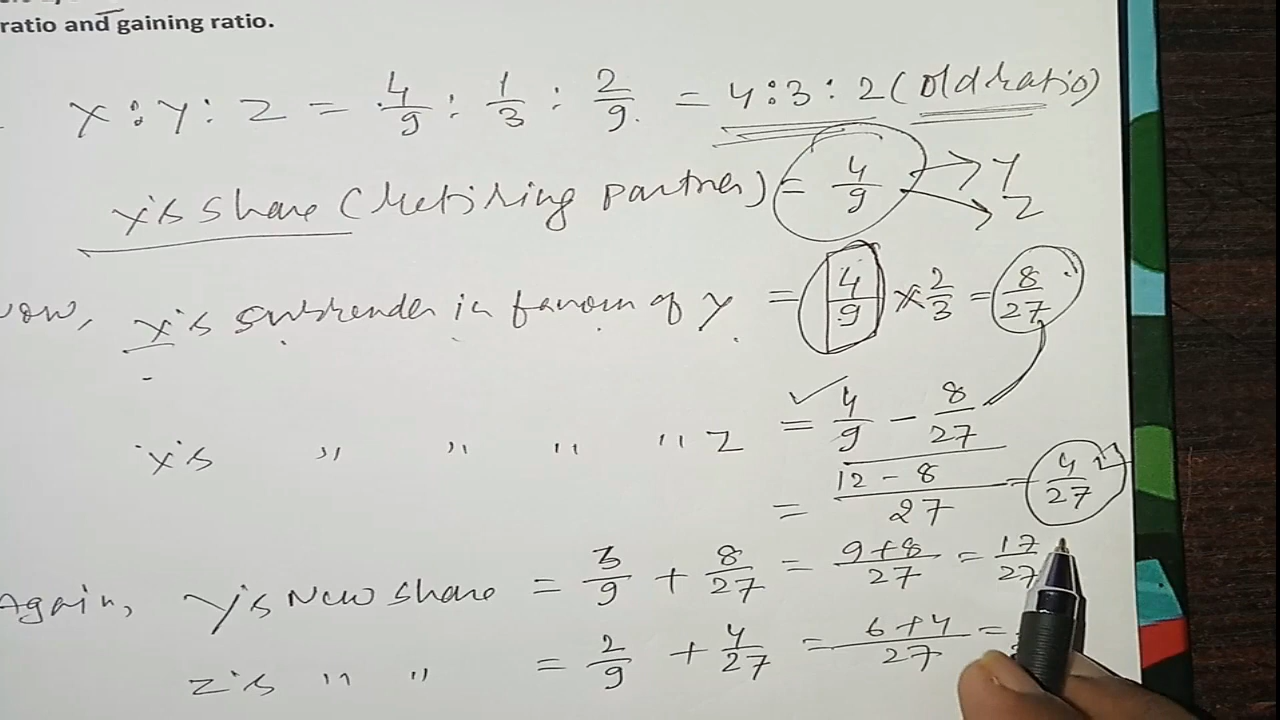 ratio and gaining ratio.
X : Y : Z = 4/9 : 1/3 : 2/9 = 4:3:2 (Old ratio)
X's share (Retiring partner) = 4/9 → Y → Z
Now, X's surrender in favour of Y = 4/9 × 2/3 = 8/27
X's " " " " Z = 4/9 - 8/27
= 12 - 8/27 = 4/27
Again, Y's New share = 3/9 + 8/27 = 9+8/27 = 17/27
Z's " " = 2/9 + 4/27 = 6+4/27 =